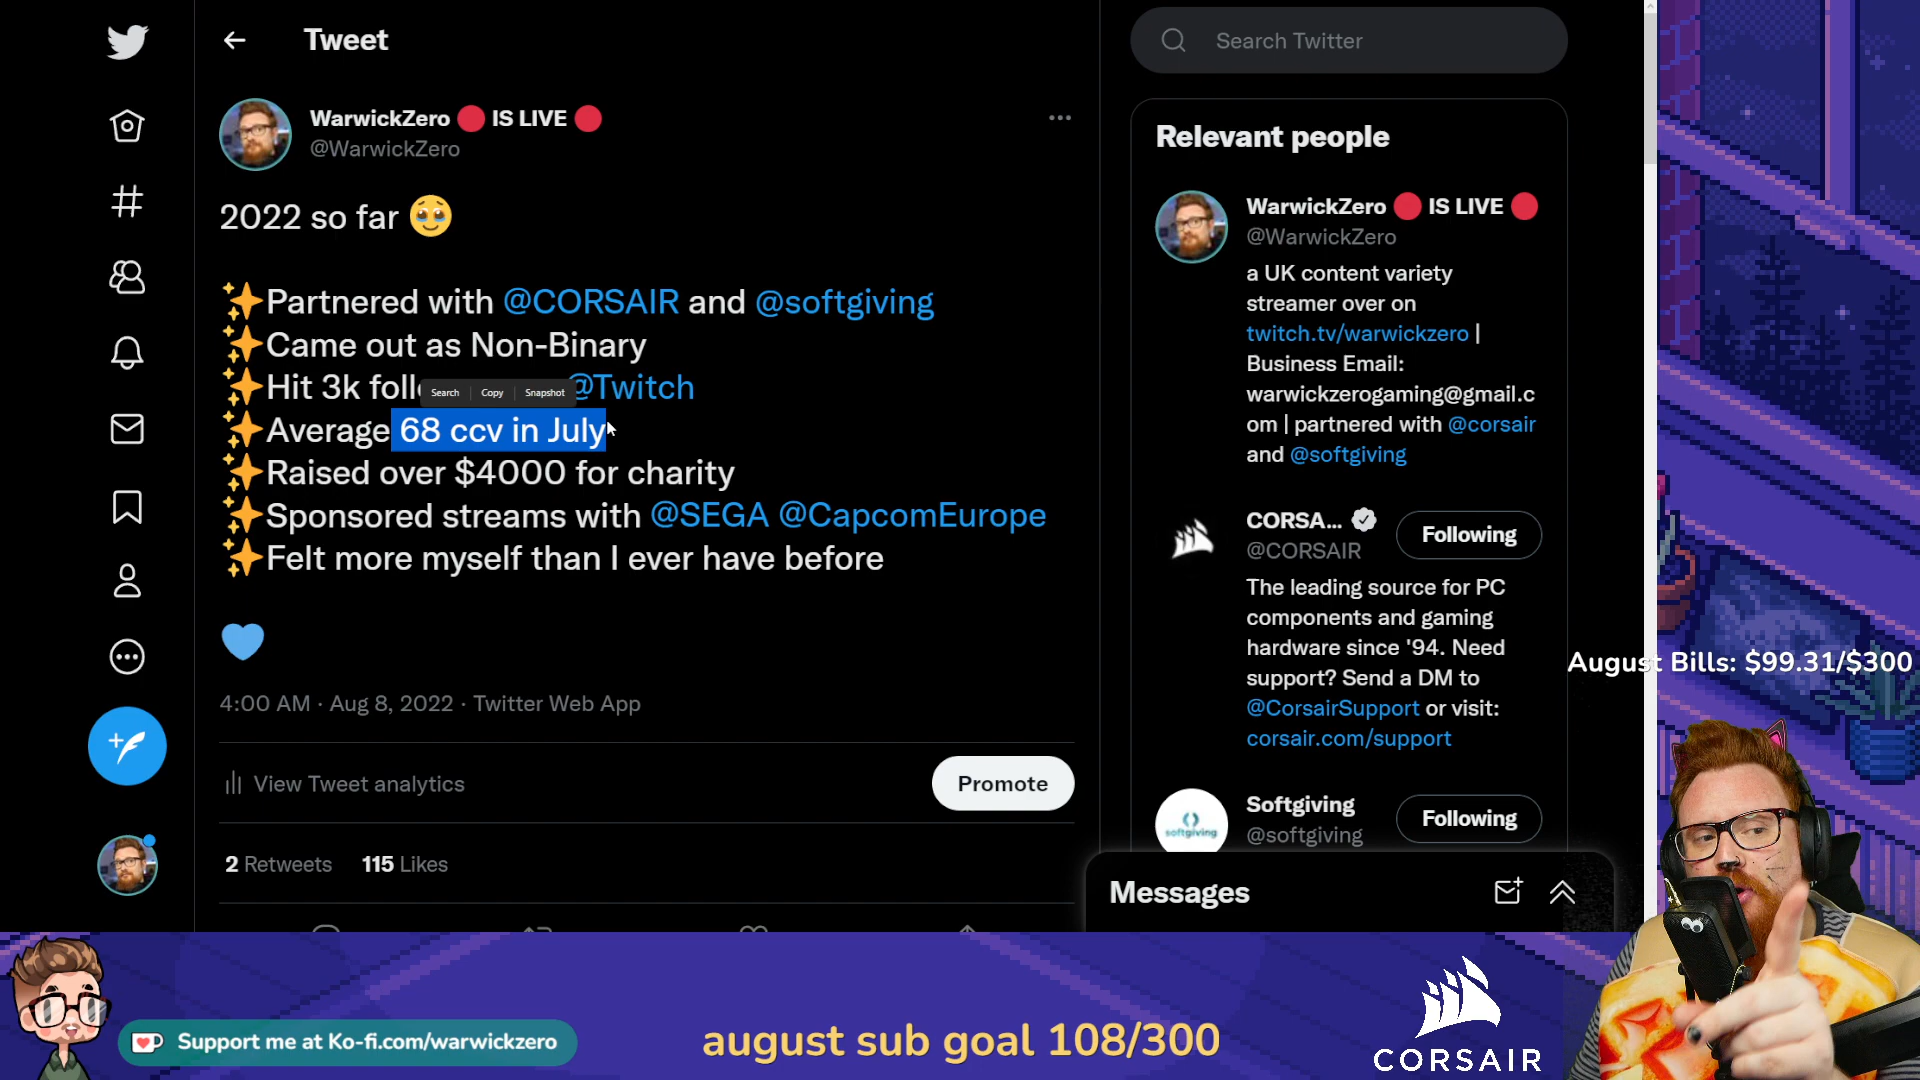 Tweet
Search Twitter
WarwickZero 🔴 IS LIVE 🔴
@WarwickZero
2022 so far 🥹
✨Partnered with @CORSAIR and @softgiving
✨Came out as Non-Binary
✨Hit 3k foll
@Twitch
Search
Copy
Snapshot
✨Average 68 ccv in July
✨Raised over $4000 for charity
✨Sponsored streams with @SEGA @CapcomEurope
✨Felt more myself than I ever have before
💙
4:00 AM · Aug 8, 2022 · Twitter Web App
View Tweet analytics
Promote
2 Retweets 115 Likes
Relevant people
WarwickZero 🔴 IS LIVE 🔴
@WarwickZero
a UK content variety
streamer over on
twitch.tv/warwickzero |
Business Email:
warwickzerogaming@gmail.c
om | partnered with @corsair
and @softgiving
CORSA...
@CORSAIR
Following
The leading source for PC
components and gaming
hardware since '94. Need
support? Send a DM to
@CorsairSupport or visit:
corsair.com/support
softgiving
Softgiving
@softgiving
Following
Messages
August Bills: $99.31/$300
Support me at Ko-fi.com/warwickzero
august sub goal 108/300
CORSAIR